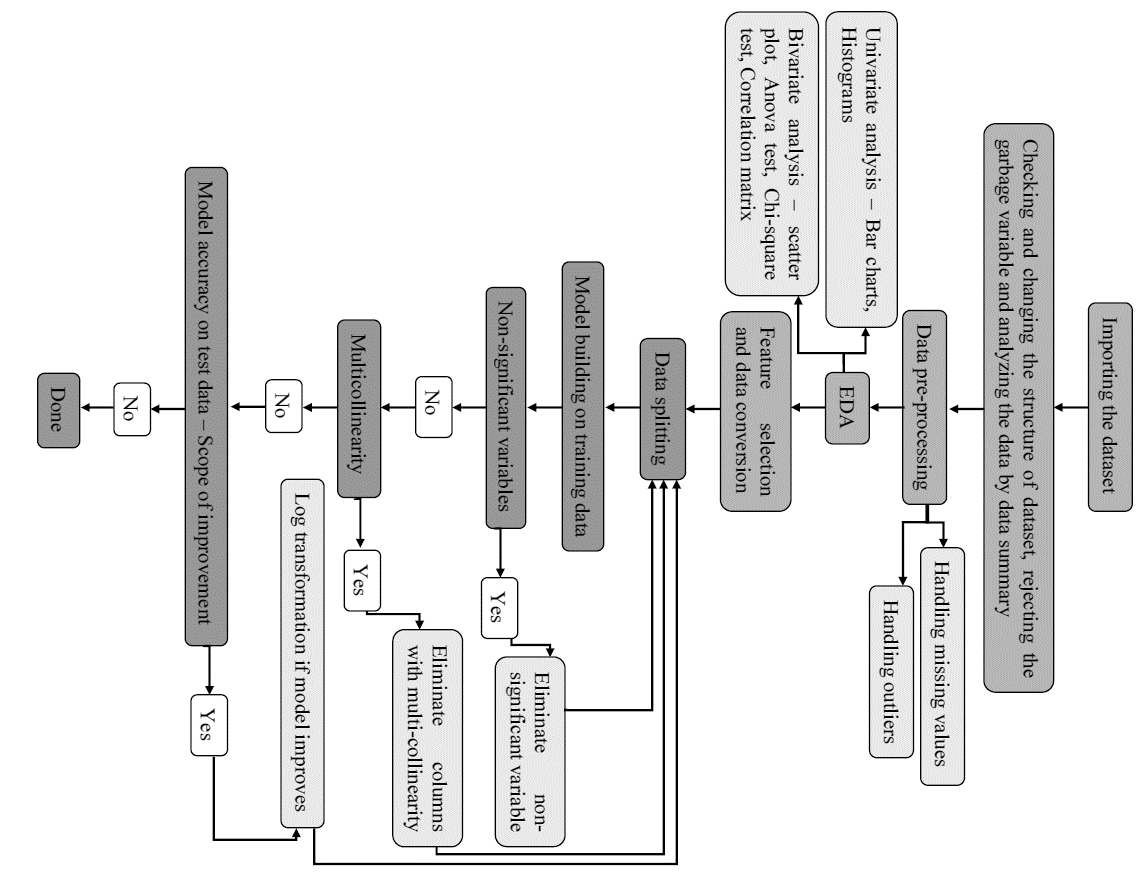 Importing the dataset
Checking and changing the structure of dataset, rejecting the
garbage variable and analyzing the data by data summary
Data pre-processing
Handling missing values
Handling outliers
EDA
Univariate analysis – Bar charts,
Histograms
Bivariate analysis – scatter
plot, Anova test, Chi-square
test, Correlation matrix
Feature selection
and data conversion
Data splitting
Model building on training data
Non-significant variables
Yes
Eliminate non-
significant variable
No
Multicollinearity
Yes
Eliminate columns
with multi-collinearity
No
Model accuracy on test data – Scope of improvement
Yes
Log transformation if model improves
No
Done